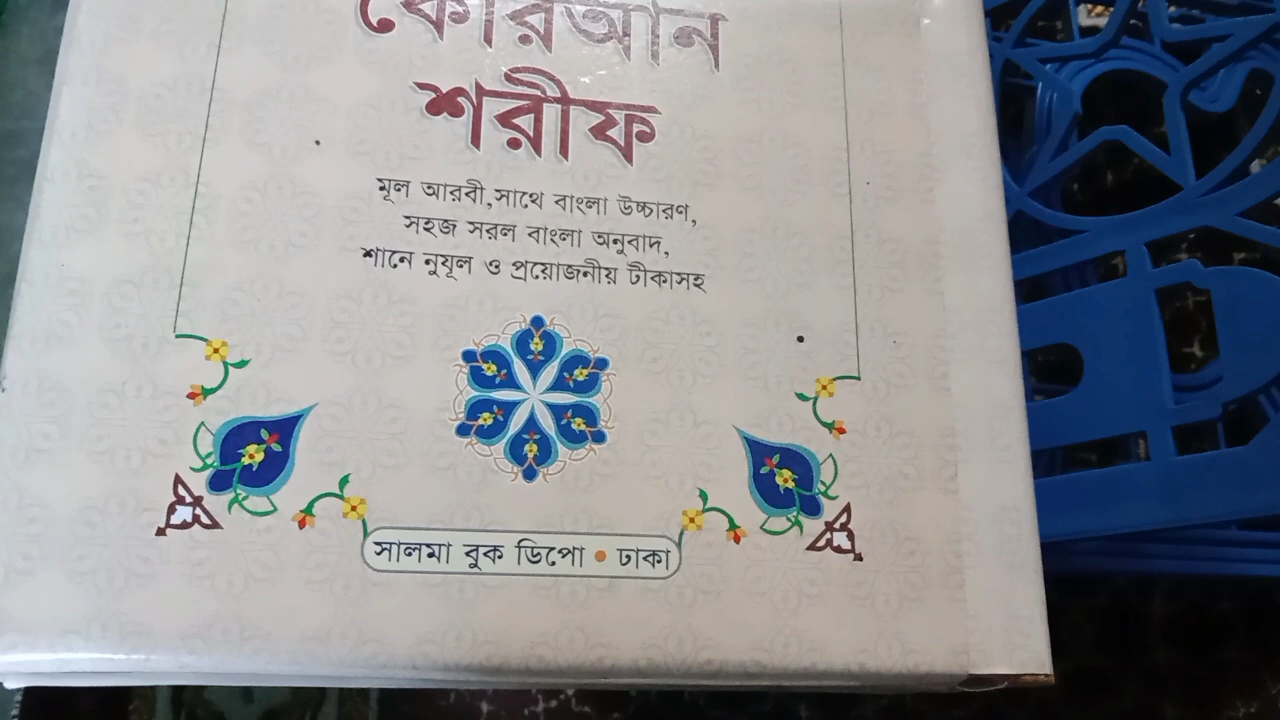 কোরআন
শরীফ
মূল আরবী,সাথে বাংলা উচ্চারণ,
সহজ সরল বাংলা অনুবাদ,
শানে নুযূল ও প্রয়োজনীয় টীকাসহ
সালমা বুক ডিপো • ঢাকা